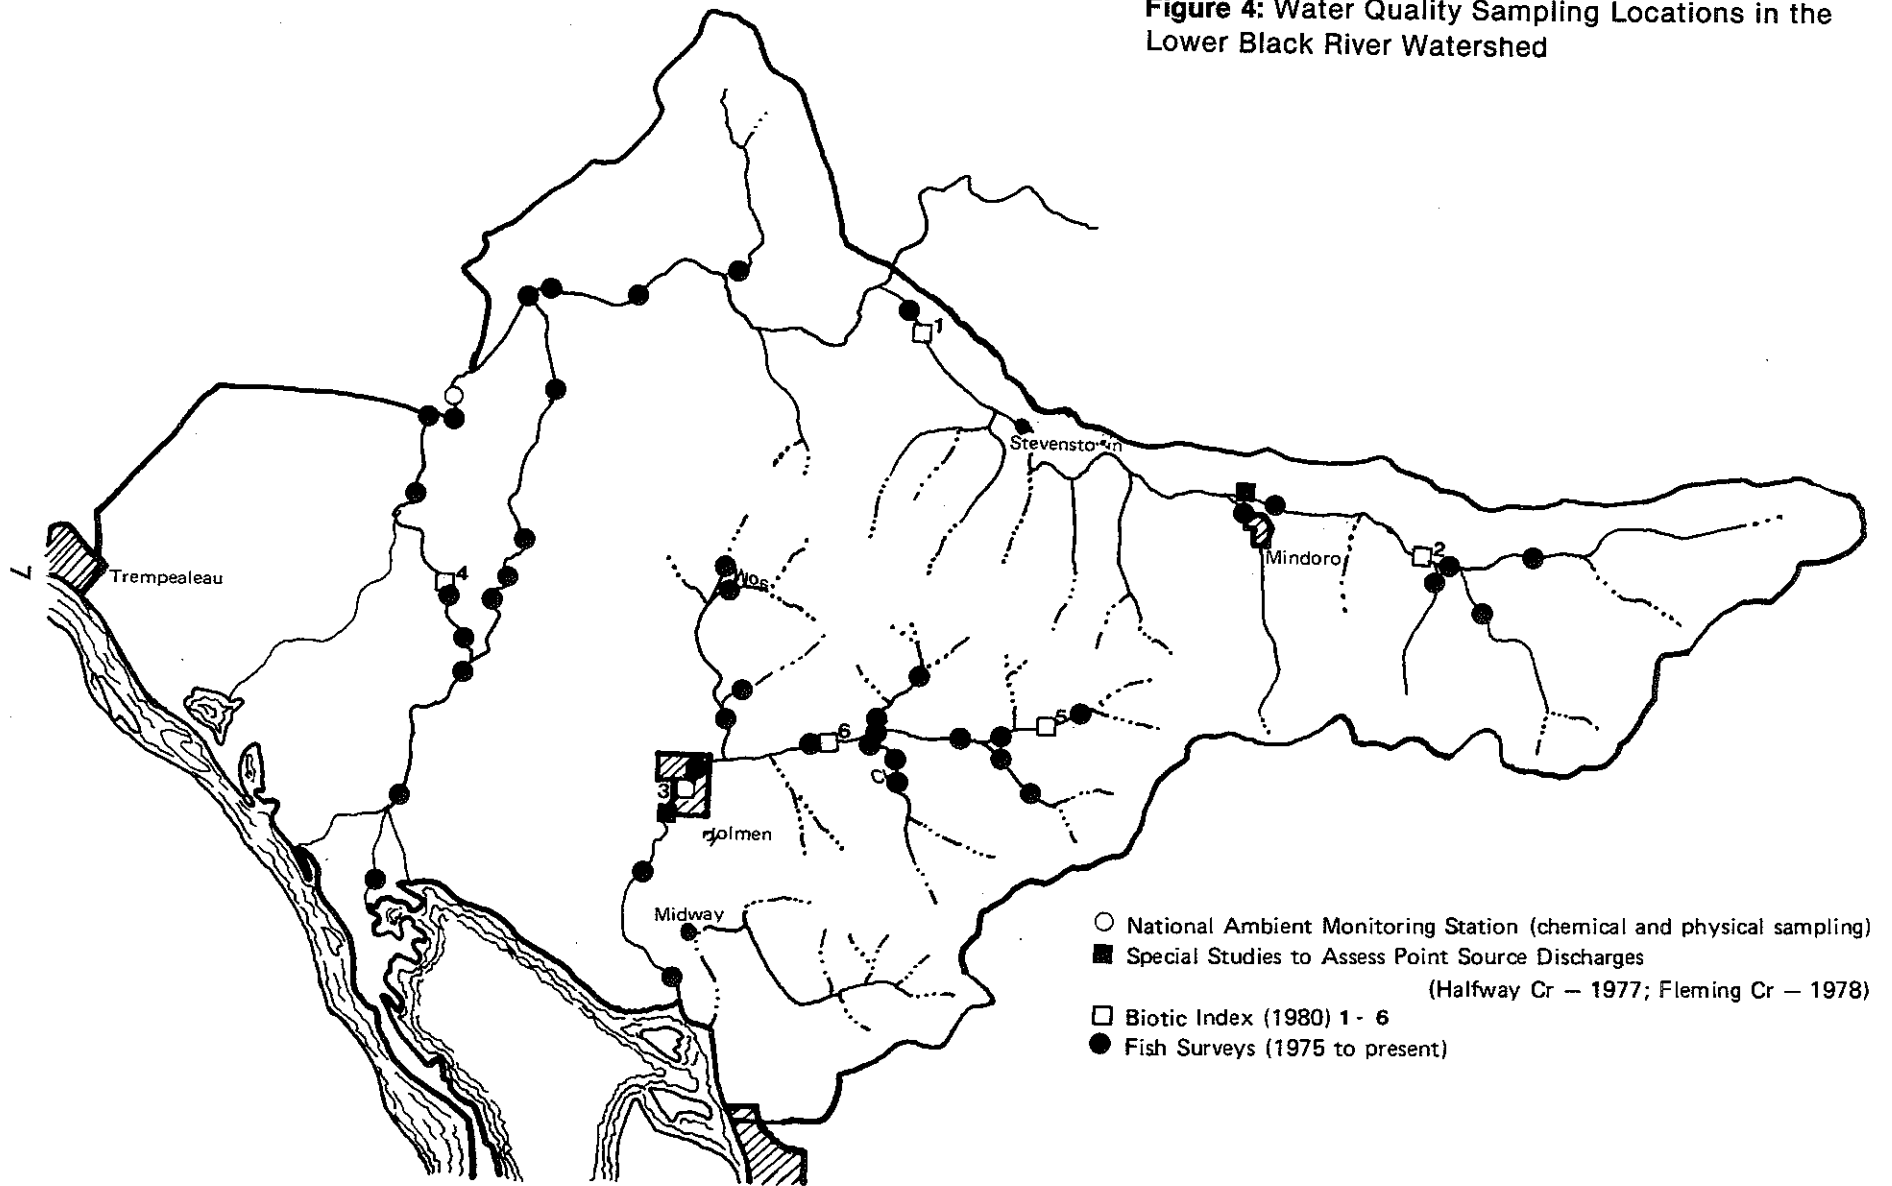 Figure 4: Water Quality Sampling Locations in the
Lower Black River Watershed
1
Stevenstown
2
Mindoro
7
Trempealeau
4
5
6
3
Holmen
Midway
National Ambient Monitoring Station (chemical and physical sampling)
Special Studies to Assess Point Source Discharges
(Halfway Cr – 1977; Fleming Cr – 1978)
Biotic Index (1980) 1 - 6
Fish Surveys (1975 to present)